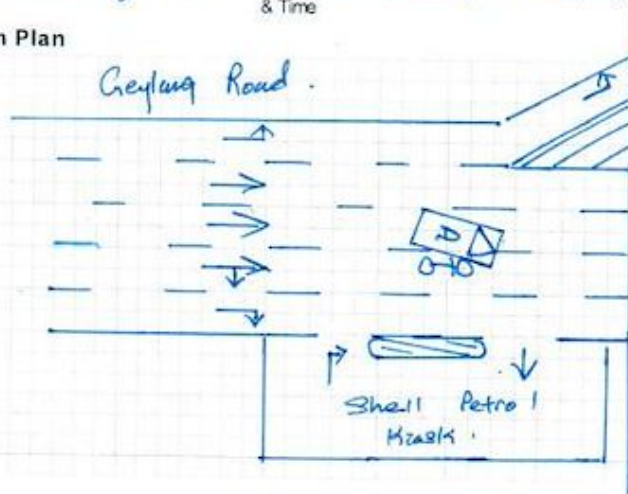 & Time
n Plan
Geylang Road .
A
Shell Petrol
Kiosk .